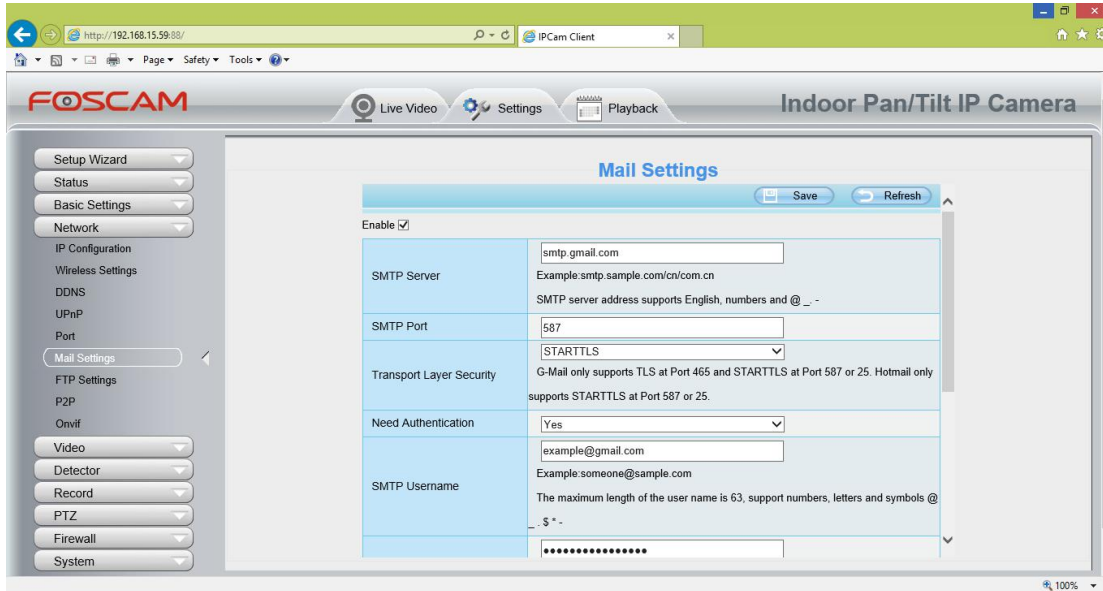 http://192.168.15.59:88/
IPCam Client
Page Safety Tools
FOSCAM
Live Video
Settings
Playback
Indoor Pan/Tilt IP Camera
Setup Wizard
Status
Basic Settings
Network
IP Configuration
Wireless Settings
DDNS
UPnP
Port
Mail Settings
FTP Settings
P2P
Onvif
Video
Detector
Record
PTZ
Firewall
System
Mail Settings
Save Refresh
Enable
SMTP Server
smtp.gmail.com
Example:smtp.sample.com/cn/com.cn
SMTP server address supports English, numbers and @ _ . -
SMTP Port
587
Transport Layer Security
STARTTLS
G-Mail only supports TLS at Port 465 and STARTTLS at Port 587 or 25. Hotmail only
supports STARTTLS at Port 587 or 25.
Need Authentication
Yes
SMTP Username
example@gmail.com
Example:someone@sample.com
The maximum length of the user name is 63, support numbers, letters and symbols @
_ . $ * -
••••••••••••••••
100%